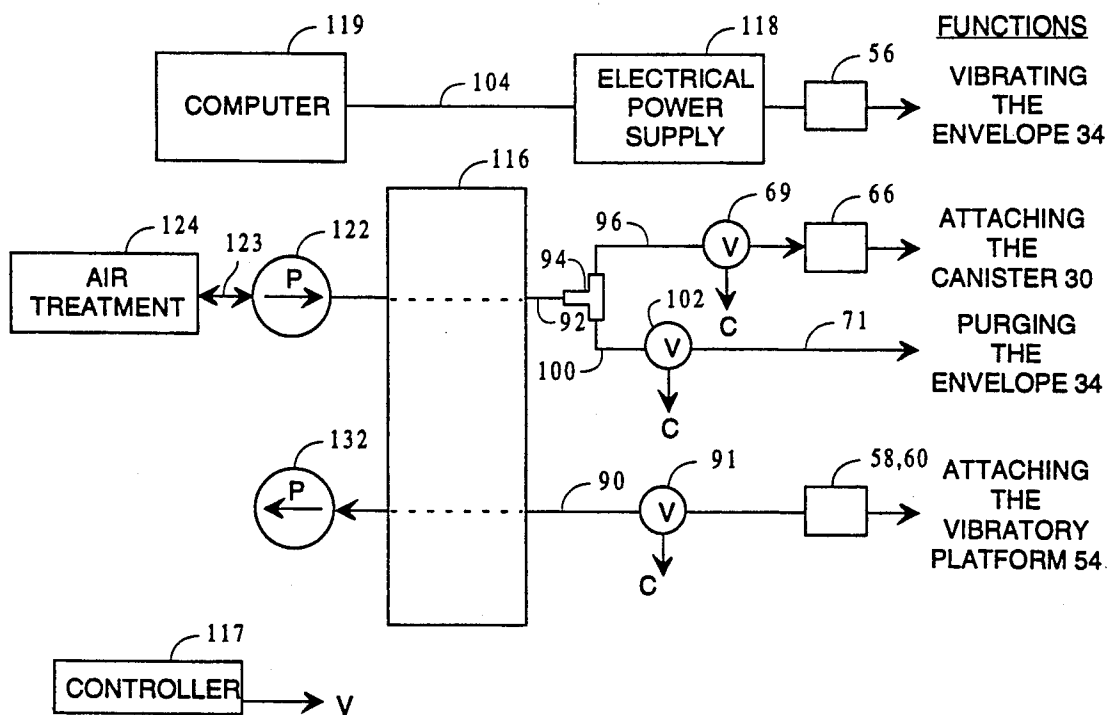 FUNCTIONS
119
COMPUTER
104
118
ELECTRICAL
POWER
SUPPLY
56
VIBRATING
THE
ENVELOPE 34
116
124
AIR
TREATMENT
123
122
P
92
94
96
69
V
C
66
ATTACHING
THE
CANISTER 30
100
102
V
C
71
PURGING
THE
ENVELOPE 34
132
P
90
91
V
C
58,60
ATTACHING
THE
VIBRATORY
PLATFORM 54
117
CONTROLLER
V